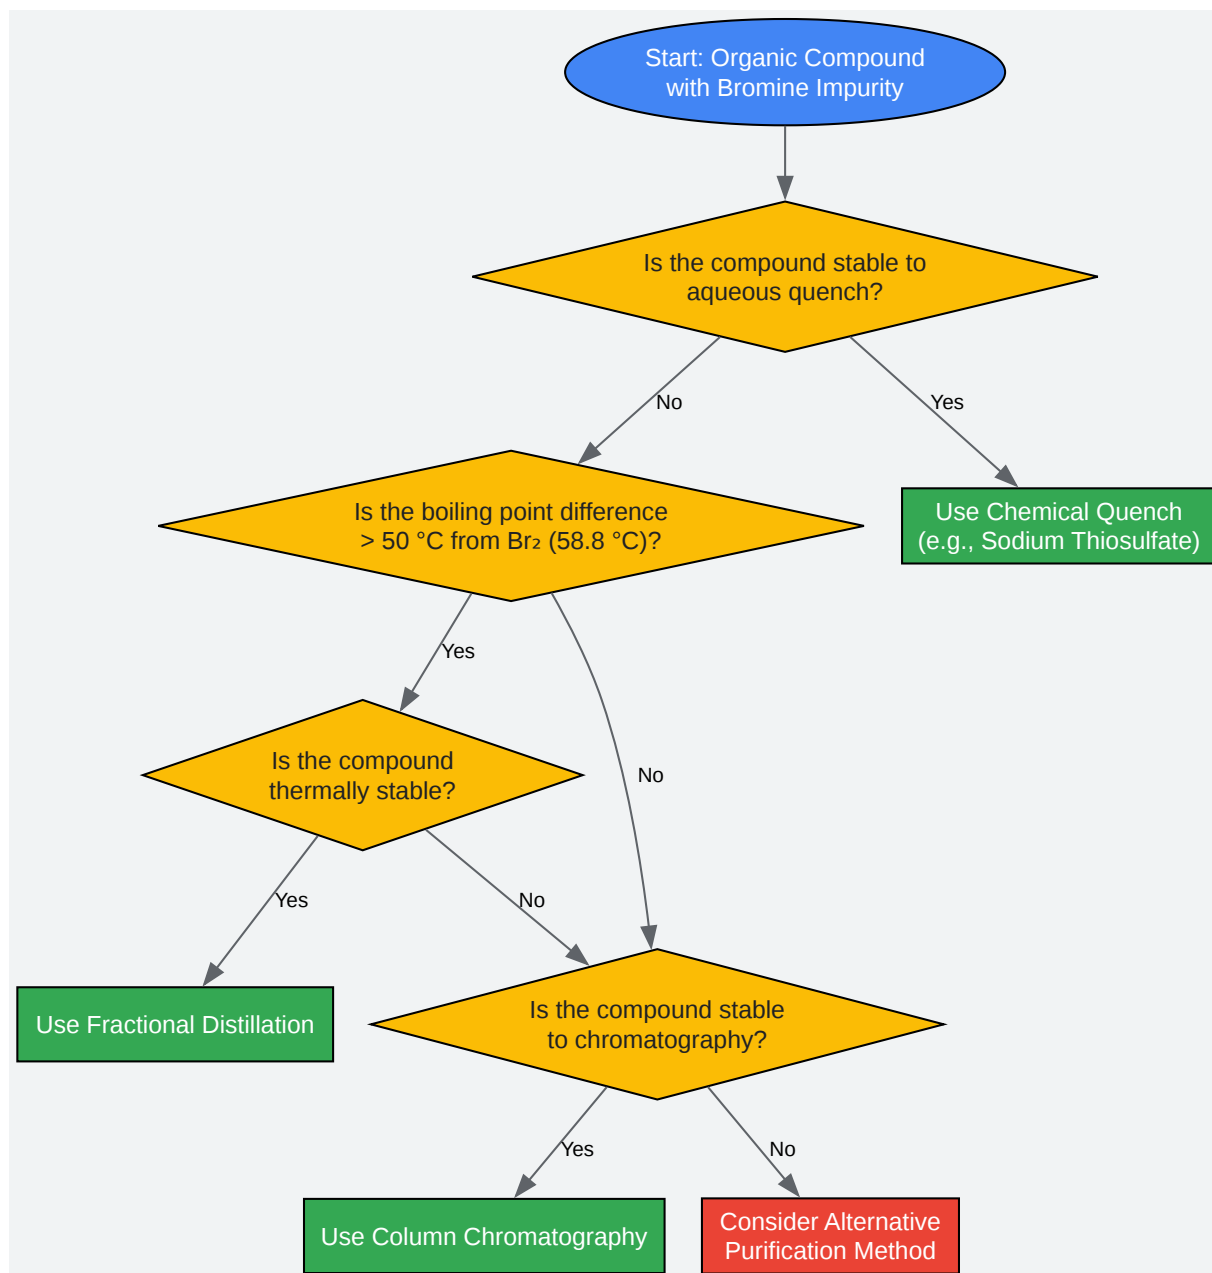 Start: Organic Compound
with Bromine Impurity
Is the compound stable to
aqueous quench?
No
Yes
Is the boiling point difference
> 50 °C from Br₂ (58.8 °C)?
Use Chemical Quench
(e.g., Sodium Thiosulfate)
Yes
No
Is the compound
thermally stable?
Yes
No
Use Fractional Distillation
Is the compound stable
to chromatography?
Yes
No
Use Column Chromatography
Consider Alternative
Purification Method